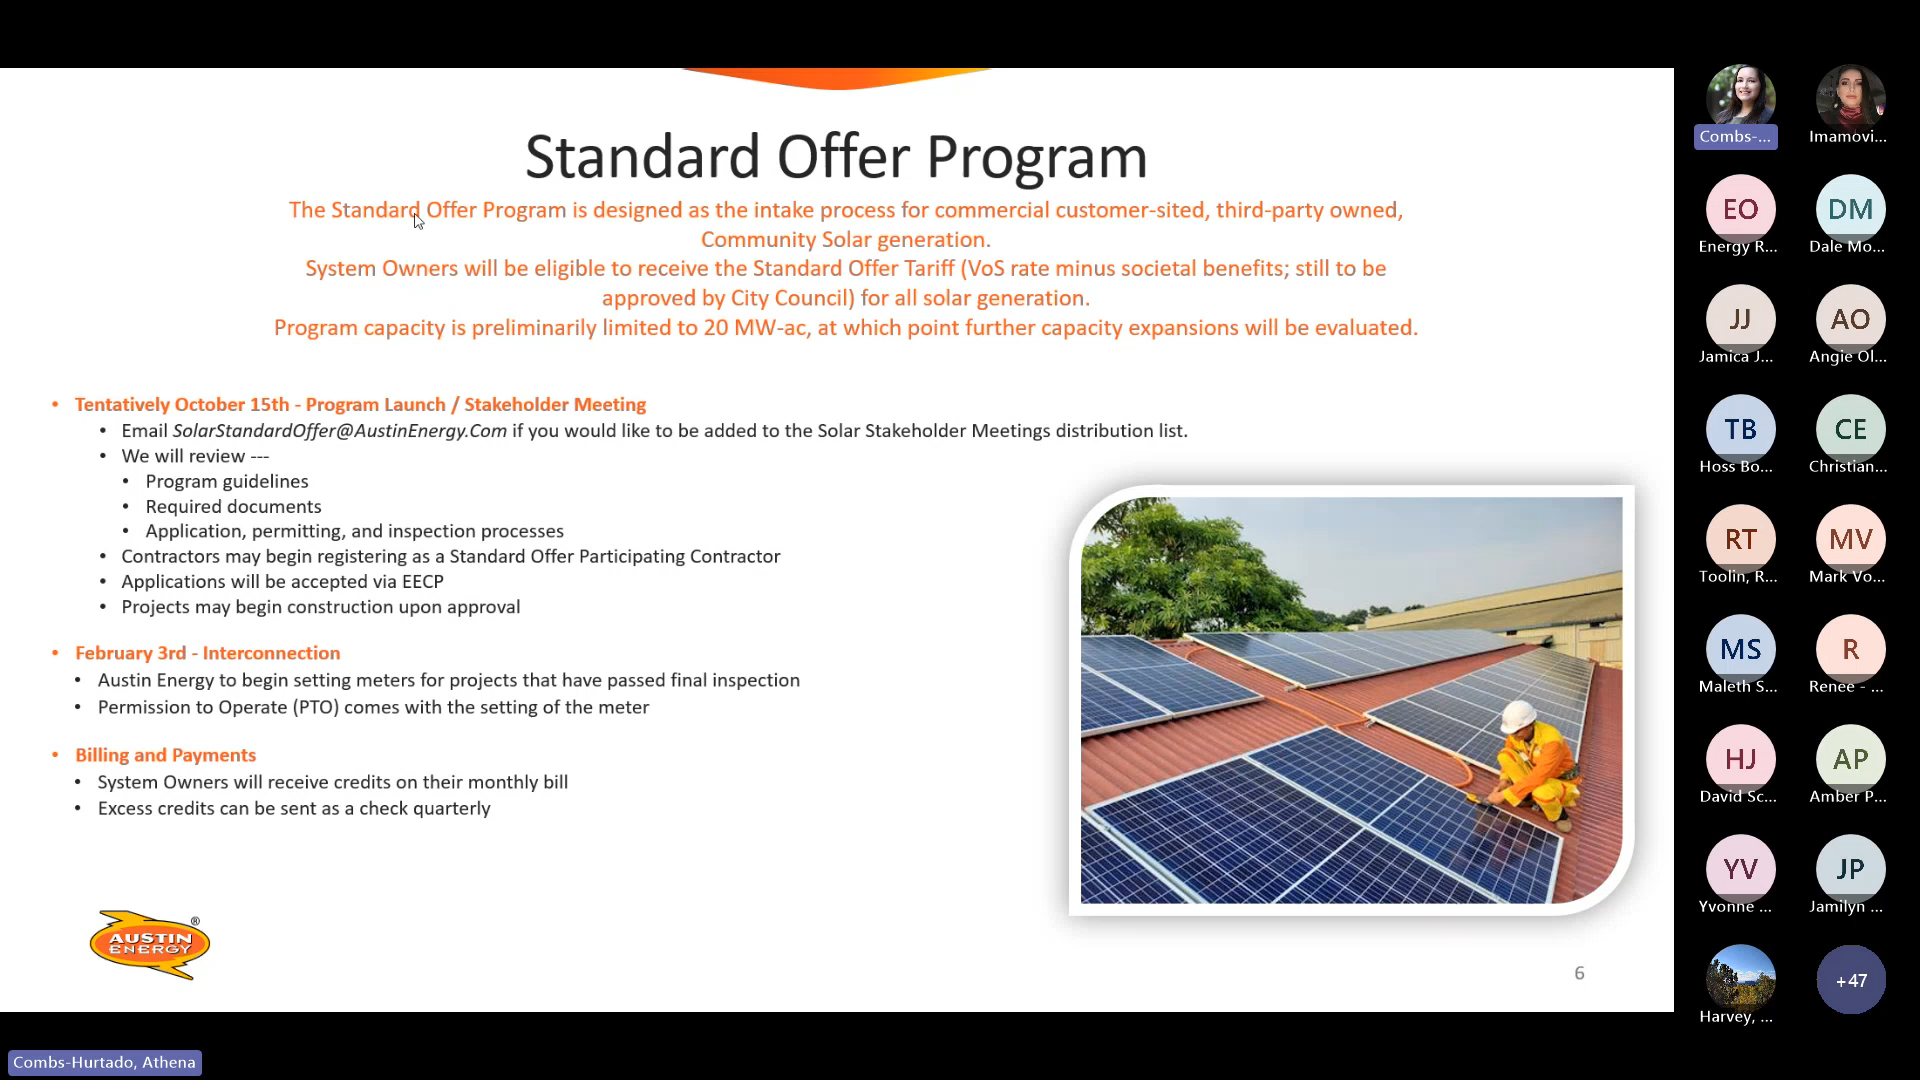 Standard Offer Program
The Standard Offer Program is designed as the intake process for commercial customer-sited, third-party owned,
Community Solar generation.
System Owners will be eligible to receive the Standard Offer Tariff (VoS rate minus societal benefits; still to be
approved by City Council) for all solar generation.
Program capacity is preliminarily limited to 20 MW-ac, at which point further capacity expansions will be evaluated.
• Tentatively October 15th - Program Launch / Stakeholder Meeting
• Email SolarStandardOffer@AustinEnergy.Com if you would like to be added to the Solar Stakeholder Meetings distribution list.
• We will review ---
• Program guidelines
• Required documents
• Application, permitting, and inspection processes
• Contractors may begin registering as a Standard Offer Participating Contractor
• Applications will be accepted via EECP
• Projects may begin construction upon approval
• February 3rd - Interconnection
• Austin Energy to begin setting meters for projects that have passed final inspection
• Permission to Operate (PTO) comes with the setting of the meter
• Billing and Payments
• System Owners will receive credits on their monthly bill
• Excess credits can be sent as a check quarterly
AUSTIN
ENERGY
®
6
Combs-...
Imamovi...
EO
Energy R...
DM
Dale Mo...
JJ
Jamica J...
AO
Angie Ol...
TB
Hoss Bo...
CE
Christian...
RT
Toolin, R...
MV
Mark Vo...
MS
Maleth S...
R
Renee - ...
HJ
David Sc...
AP
Amber P...
YV
Yvonne ...
JP
Jamilyn ...
Harvey, ...
+47
Combs-Hurtado, Athena